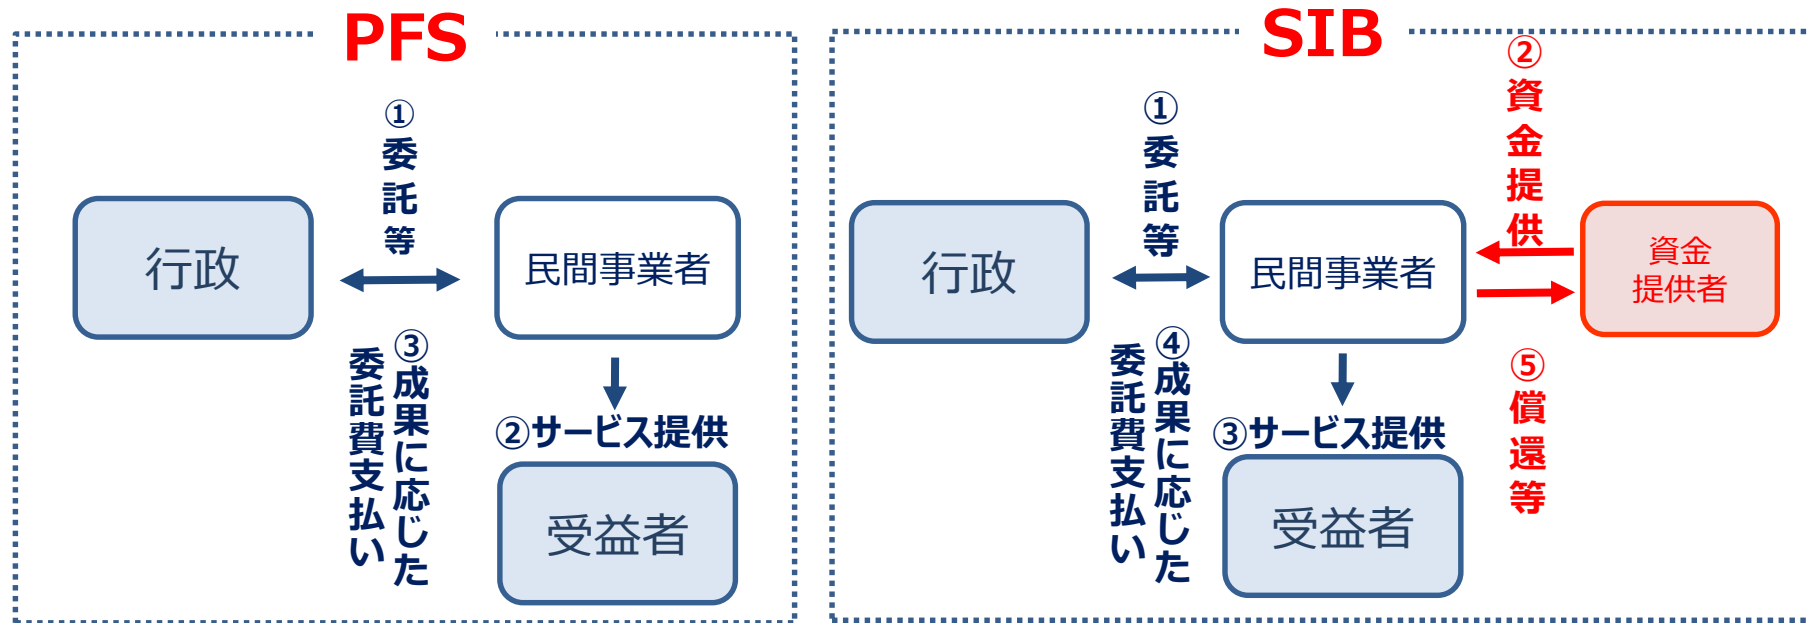 PFS
①委託等
行政
民間事業者
③成果に応じた
委託費支払い
②サービス提供
受益者
SIB
①委託等
②資金提供
行政
民間事業者
資金
提供者
④成果に応じた
委託費支払い
③サービス提供
⑤償還等
受益者